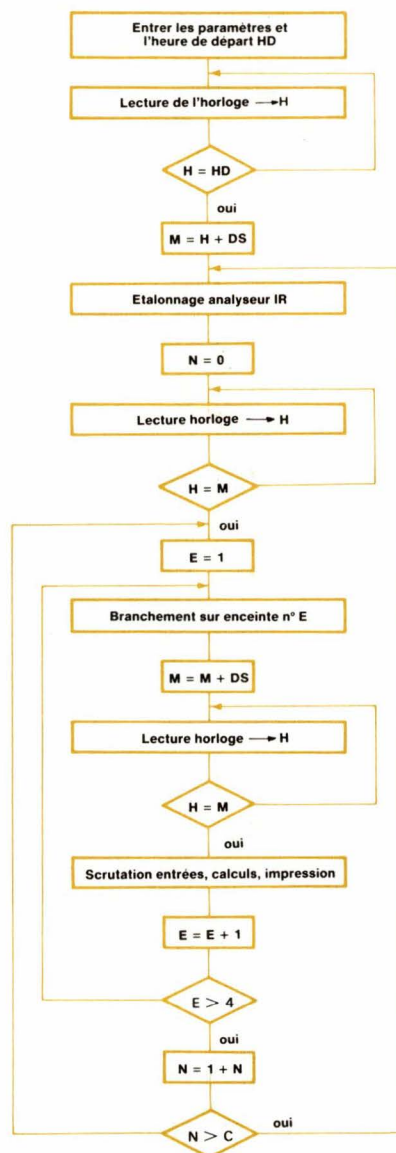 Entrer les paramètres et
l'heure de départ HD
Lecture de l'horloge → H
H = HD
oui
M = H + DS
Etalonnage analyseur IR
N = 0
Lecture horloge → H
H = M
oui
E = 1
Branchement sur enceinte n° E
M = M + DS
Lecture horloge → H
H = M
oui
Scrutation entrées, calculs, impression
E = E + 1
E > 4
oui
N = 1 + N
N > C
oui